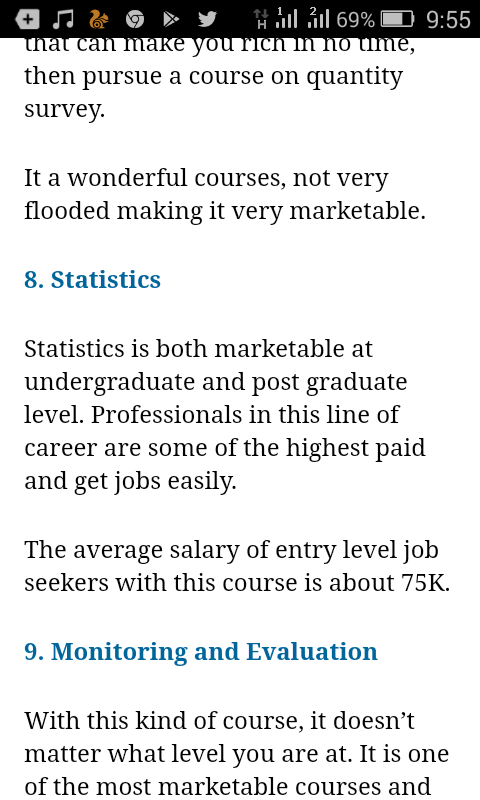 H 1 2 69% 9:55
that can make you rich in no time,
then pursue a course on quantity
survey.
It a wonderful courses, not very
flooded making it very marketable.
8. Statistics
Statistics is both marketable at
undergraduate and post graduate
level. Professionals in this line of
career are some of the highest paid
and get jobs easily.
The average salary of entry level job
seekers with this course is about 75K.
9. Monitoring and Evaluation
With this kind of course, it doesn’t
matter what level you are at. It is one
of the most marketable courses and